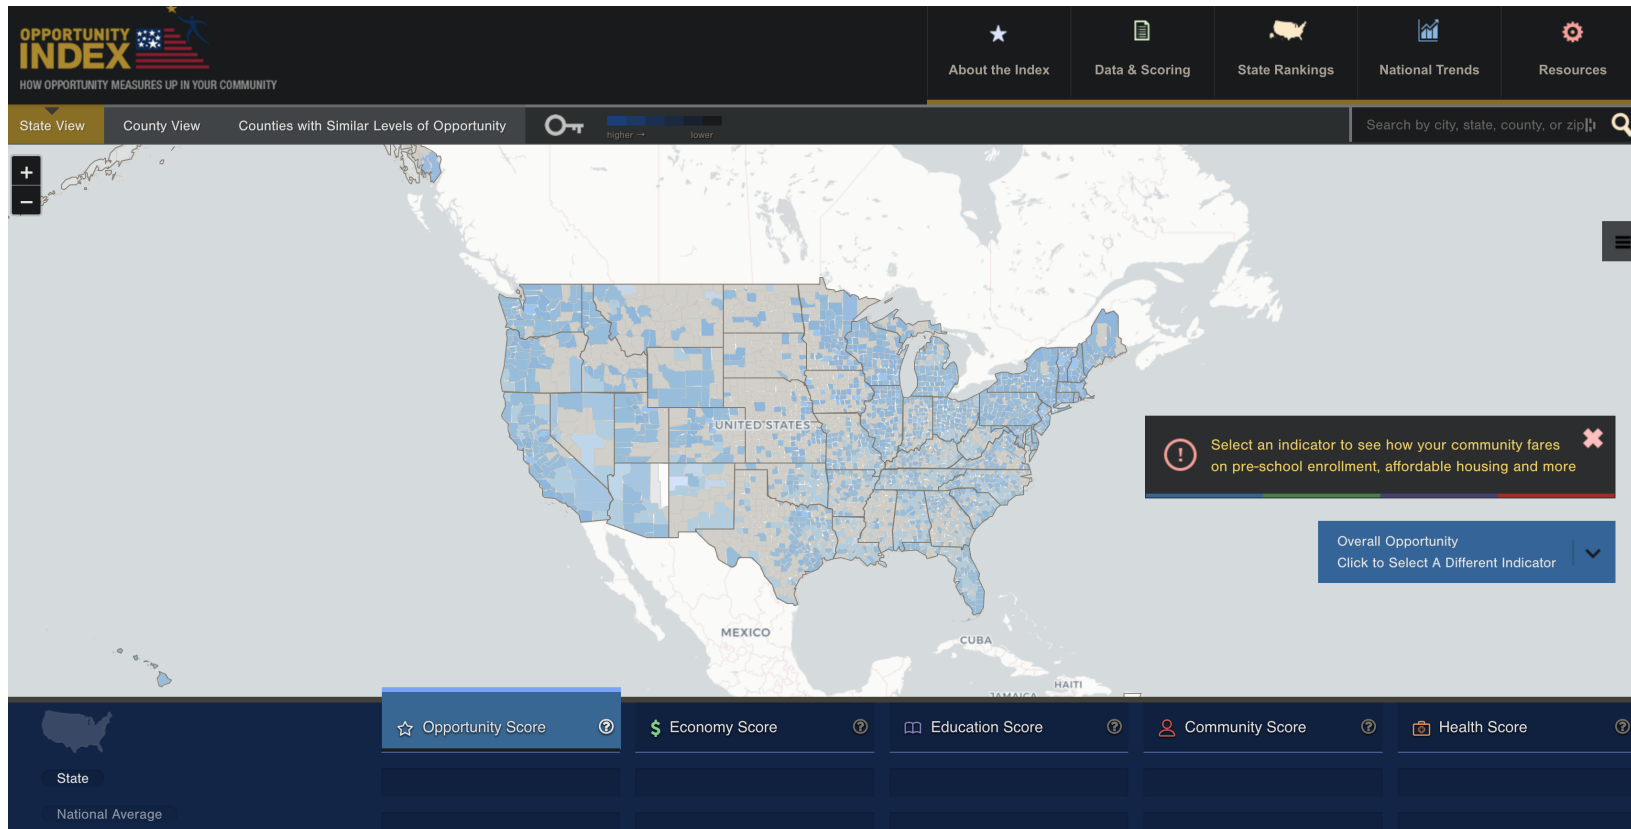 OPPORTUNITY
INDEX
HOW OPPORTUNITY MEASURES UP IN YOUR COMMUNITY
About the Index
Data & Scoring
State Rankings
National Trends
Resources
State View
County View
Counties with Similar Levels of Opportunity
higher →
lower
Search by city, state, county, or zip
UNITED STATES
Select an indicator to see how your community fares
on pre-school enrollment, affordable housing and more
Overall Opportunity
Click to Select A Different Indicator
MEXICO
CUBA
HAITI
JAMAICA
Opportunity Score
Economy Score
Education Score
Community Score
Health Score
State
National Average